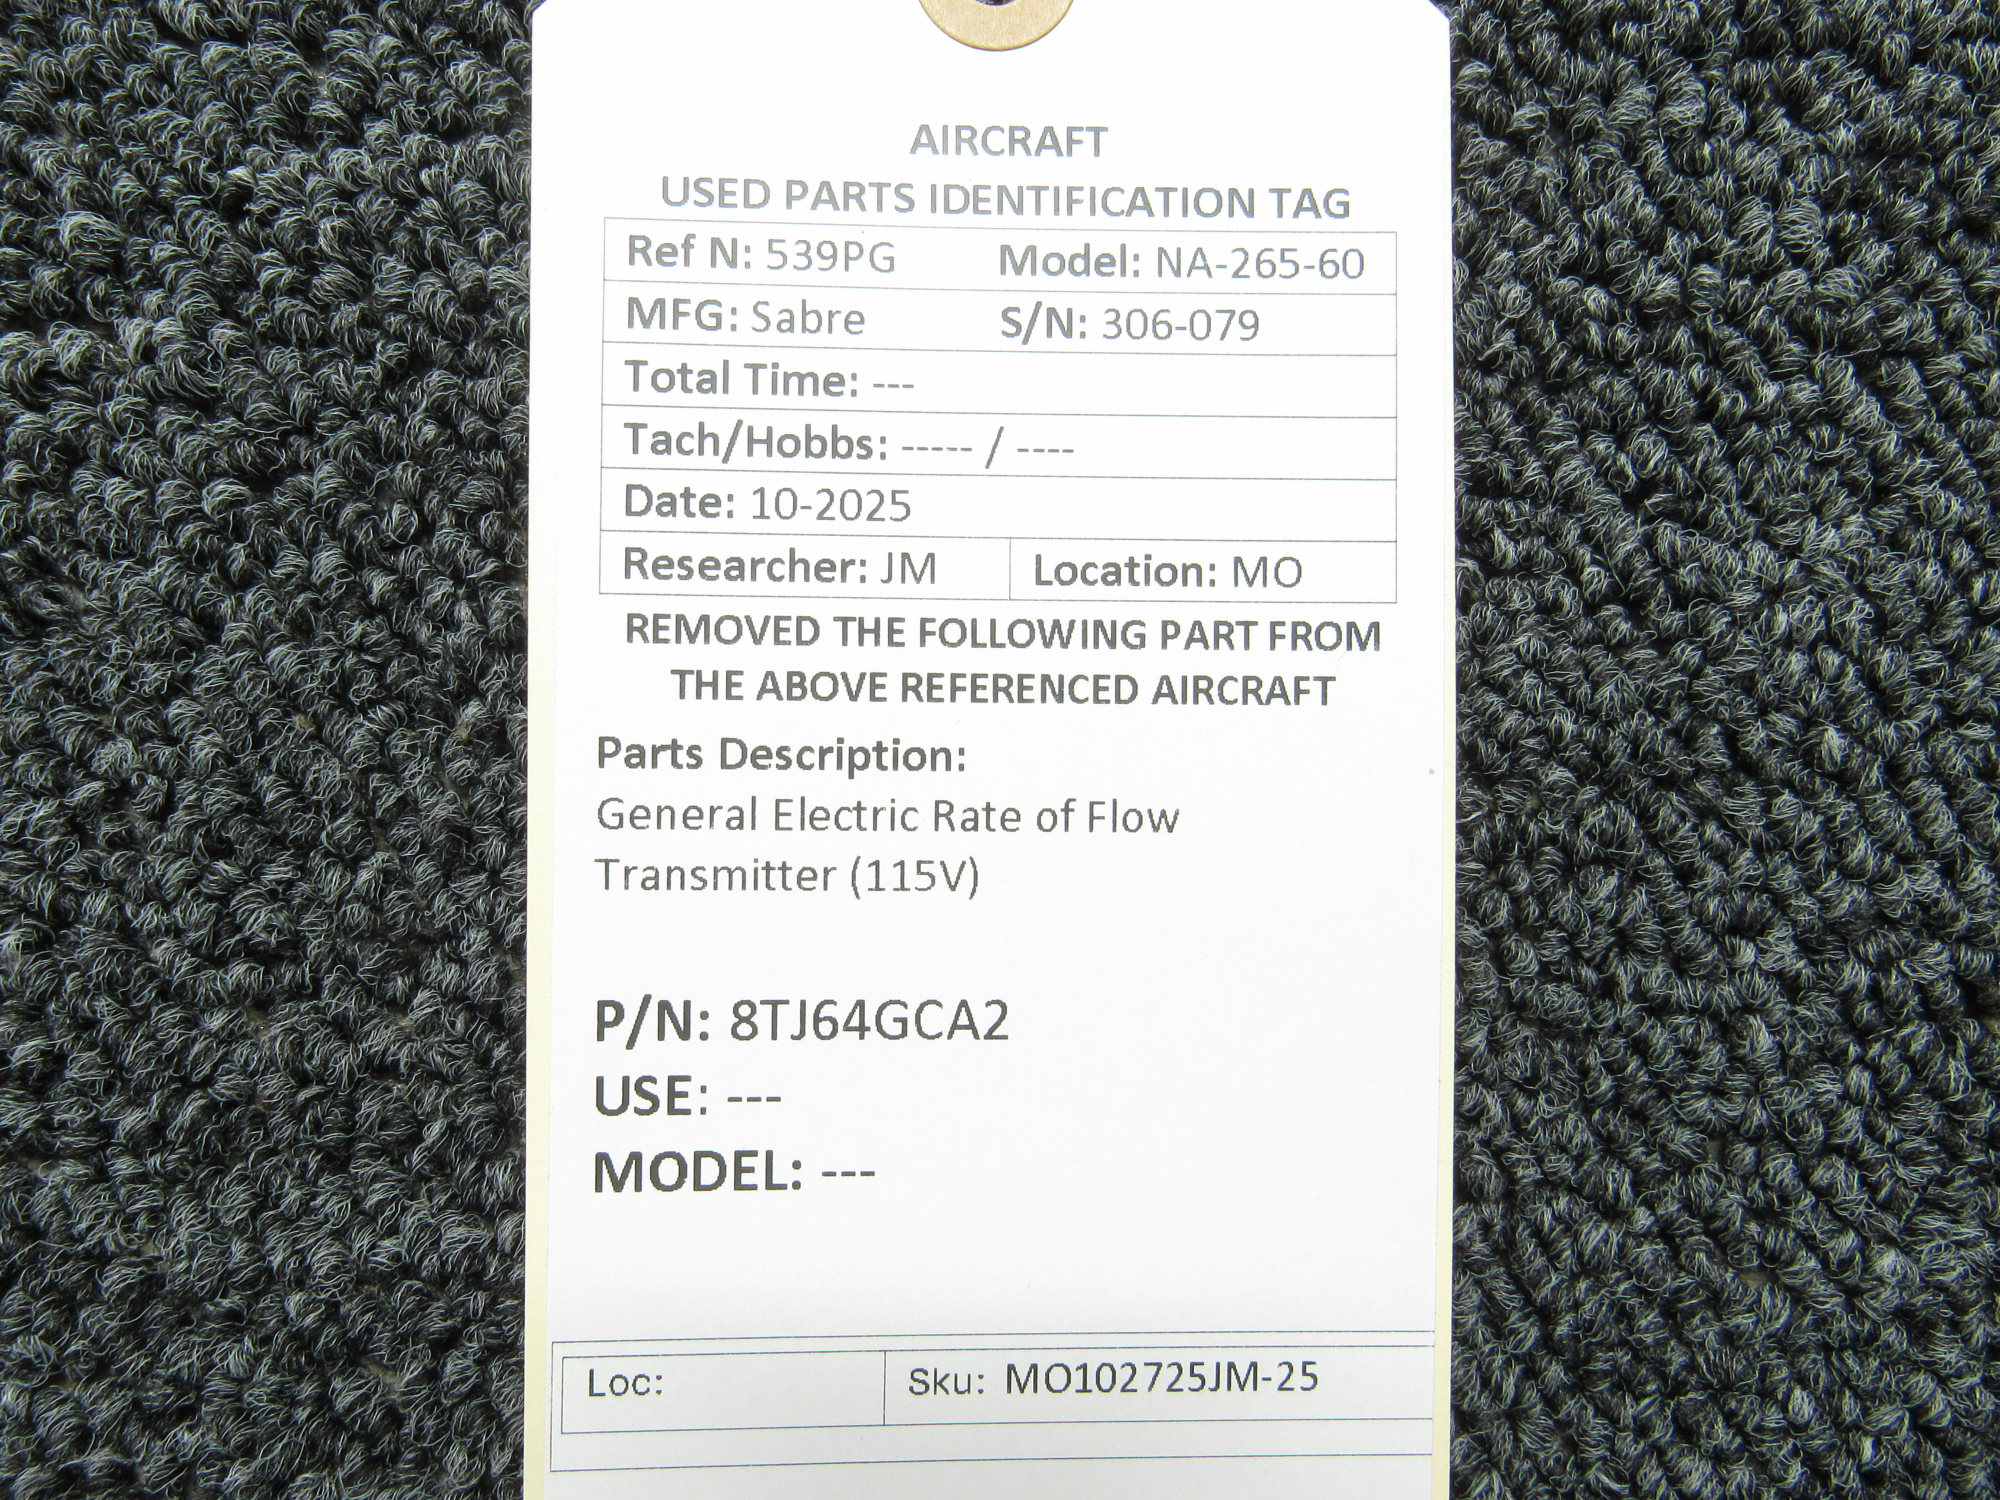 AIRCRAFT
USED PARTS IDENTIFICATION TAG
Ref N: 539PG Model: NA-265-60
MFG: Sabre S/N: 306-079
Total Time: ---
Tach/Hobbs: ----- / ----
Date: 10-2025
Researcher: JM Location: MO
REMOVED THE FOLLOWING PART FROM
THE ABOVE REFERENCED AIRCRAFT
Parts Description:
General Electric Rate of Flow
Transmitter (115V)
P/N: 8TJ64GCA2
USE: ---
MODEL: ---
Loc: Sku: MO102725JM-25